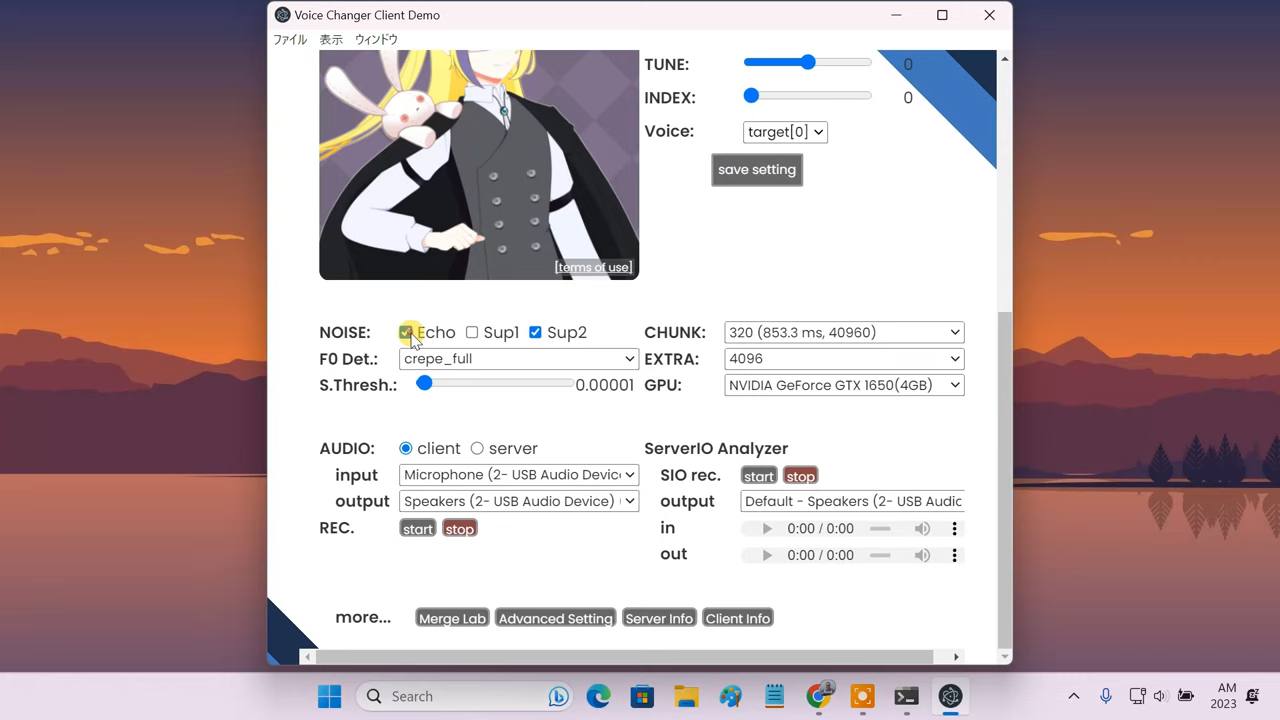 Voice Changer Client Demo
ファイル 表示 ウィンドウ
TUNE: 0
INDEX: 0
Voice: target[0]
save setting
[terms of use]
NOISE: Echo Sup1 Sup2
CHUNK: 320 (853.3 ms, 40960)
F0 Det.: crepe_full
EXTRA: 4096
S.Thresh.: 0.00001
GPU: NVIDIA GeForce GTX 1650(4GB)
AUDIO: client server
ServerIO Analyzer
input Microphone (2- USB Audio Devic
SIO rec. start stop
output Speakers (2- USB Audio Device)
output Default - Speakers (2- USB Audio
REC. start stop
in 0:00 / 0:00
out 0:00 / 0:00
more... Merge Lab Advanced Setting Server Info Client Info
Search
AM
2023